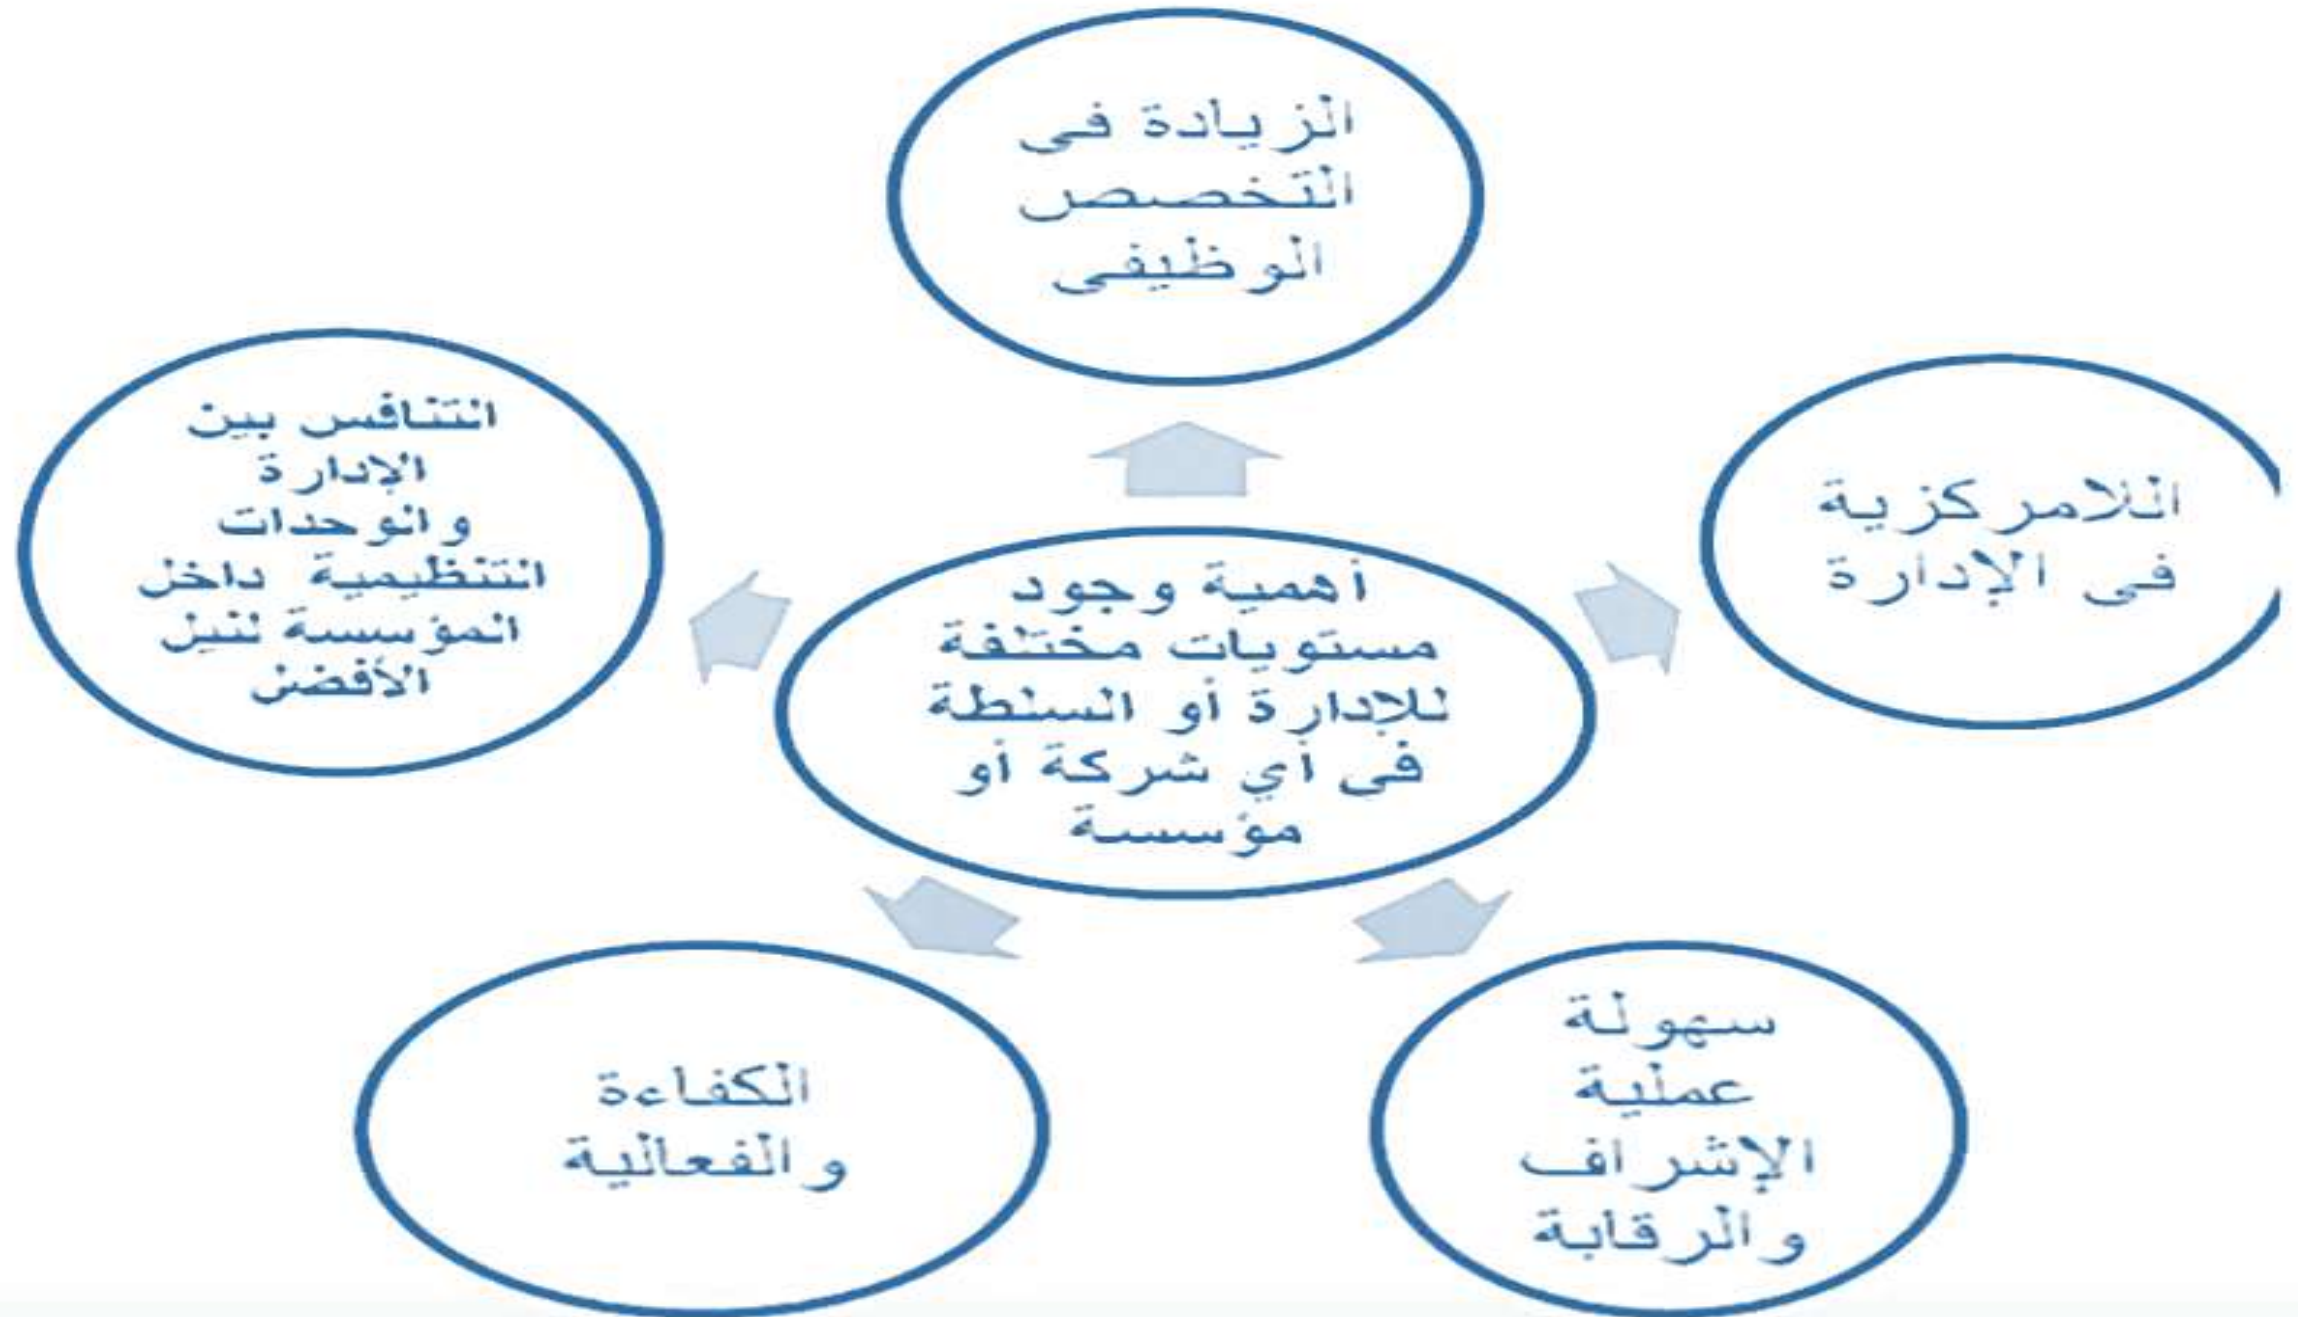 الزيادة فى
التخصص
الوظيفى
اللامركزية
فى الإدارة
سهولة
عملية
الإشراف
والرقابة
الكفاءة
والفعالية
التنافس بين
الإدارة
والوحدات
التنظيمية داخل
المؤسسة لنيل
الأفضل
أهمية وجود
مستويات مختلفة
للإدارة أو السلطة
فى أي شركة أو
مؤسسة